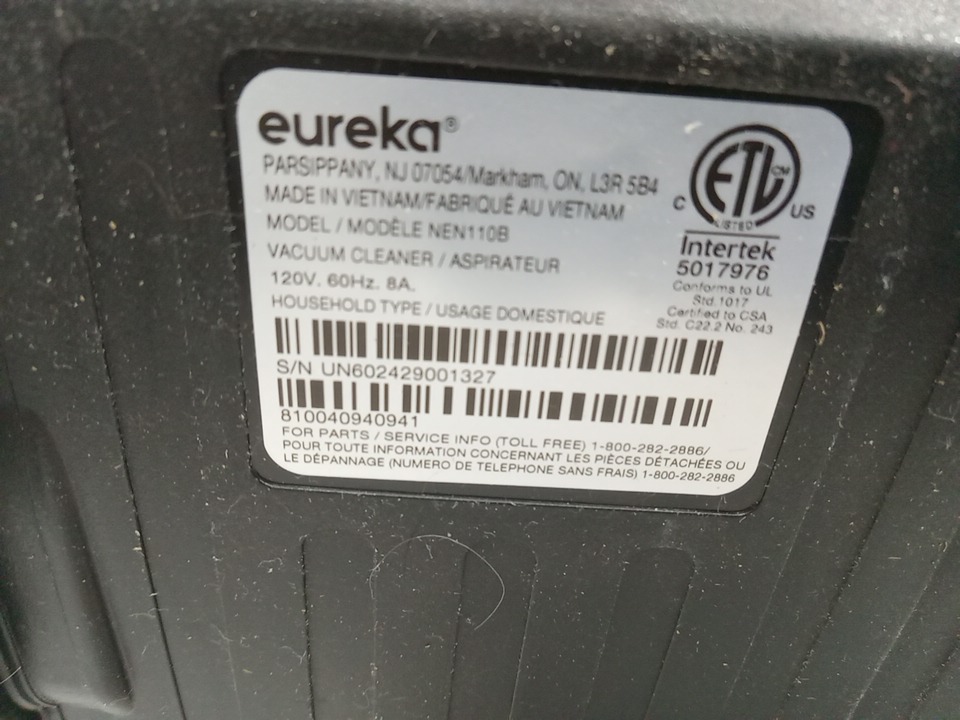 eureka®
PARSIPPANY, NJ 07054/Markham, ON, L3R 5B4
MADE IN VIETNAM/FABRIQUÉ AU VIETNAM
MODEL / MODÈLE NEN110B
VACUUM CLEANER / ASPIRATEUR
120V. 60Hz. 8A.
HOUSEHOLD TYPE / USAGE DOMESTIQUE
ETL CM
LISTED
C US
Intertek
5017976
Conforms to UL
Std.1017
Certified to CSA
Std. C22.2 No. 243
S/N UN602429001327
810040940941
FOR PARTS / SERVICE INFO (TOLL FREE) 1-800-282-2886/
POUR TOUTE INFORMATION CONCERNANT LES PIÈCES DÉTACHÉES OU
LE DÉPANNAGE (NUMERO DE TELEPHONE SANS FRAIS) 1-800-282-2886